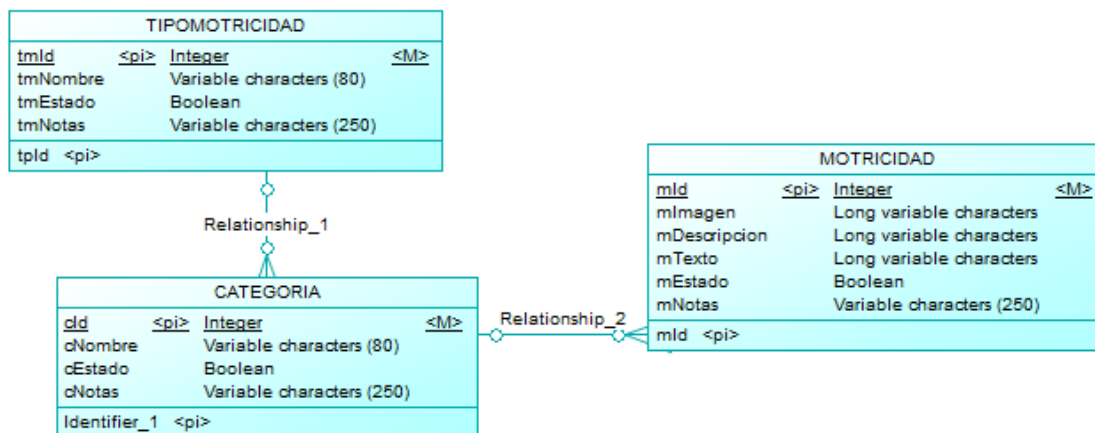 TIPOMOTRICIDAD
tmId <pi> Integer <M>
tmNombre Variable characters (80)
tmEstado Boolean
tmNotas Variable characters (250)
tpId <pi>
Relationship_1
CATEGORIA
cId <pi> Integer <M>
cNombre Variable characters (80)
cEstado Boolean
cNotas Variable characters (250)
Identifier_1 <pi>
Relationship_2
MOTRICIDAD
mId <pi> Integer <M>
mImagen Long variable characters
mDescripcion Long variable characters
mTexto Long variable characters
mEstado Boolean
mNotas Variable characters (250)
mId <pi>